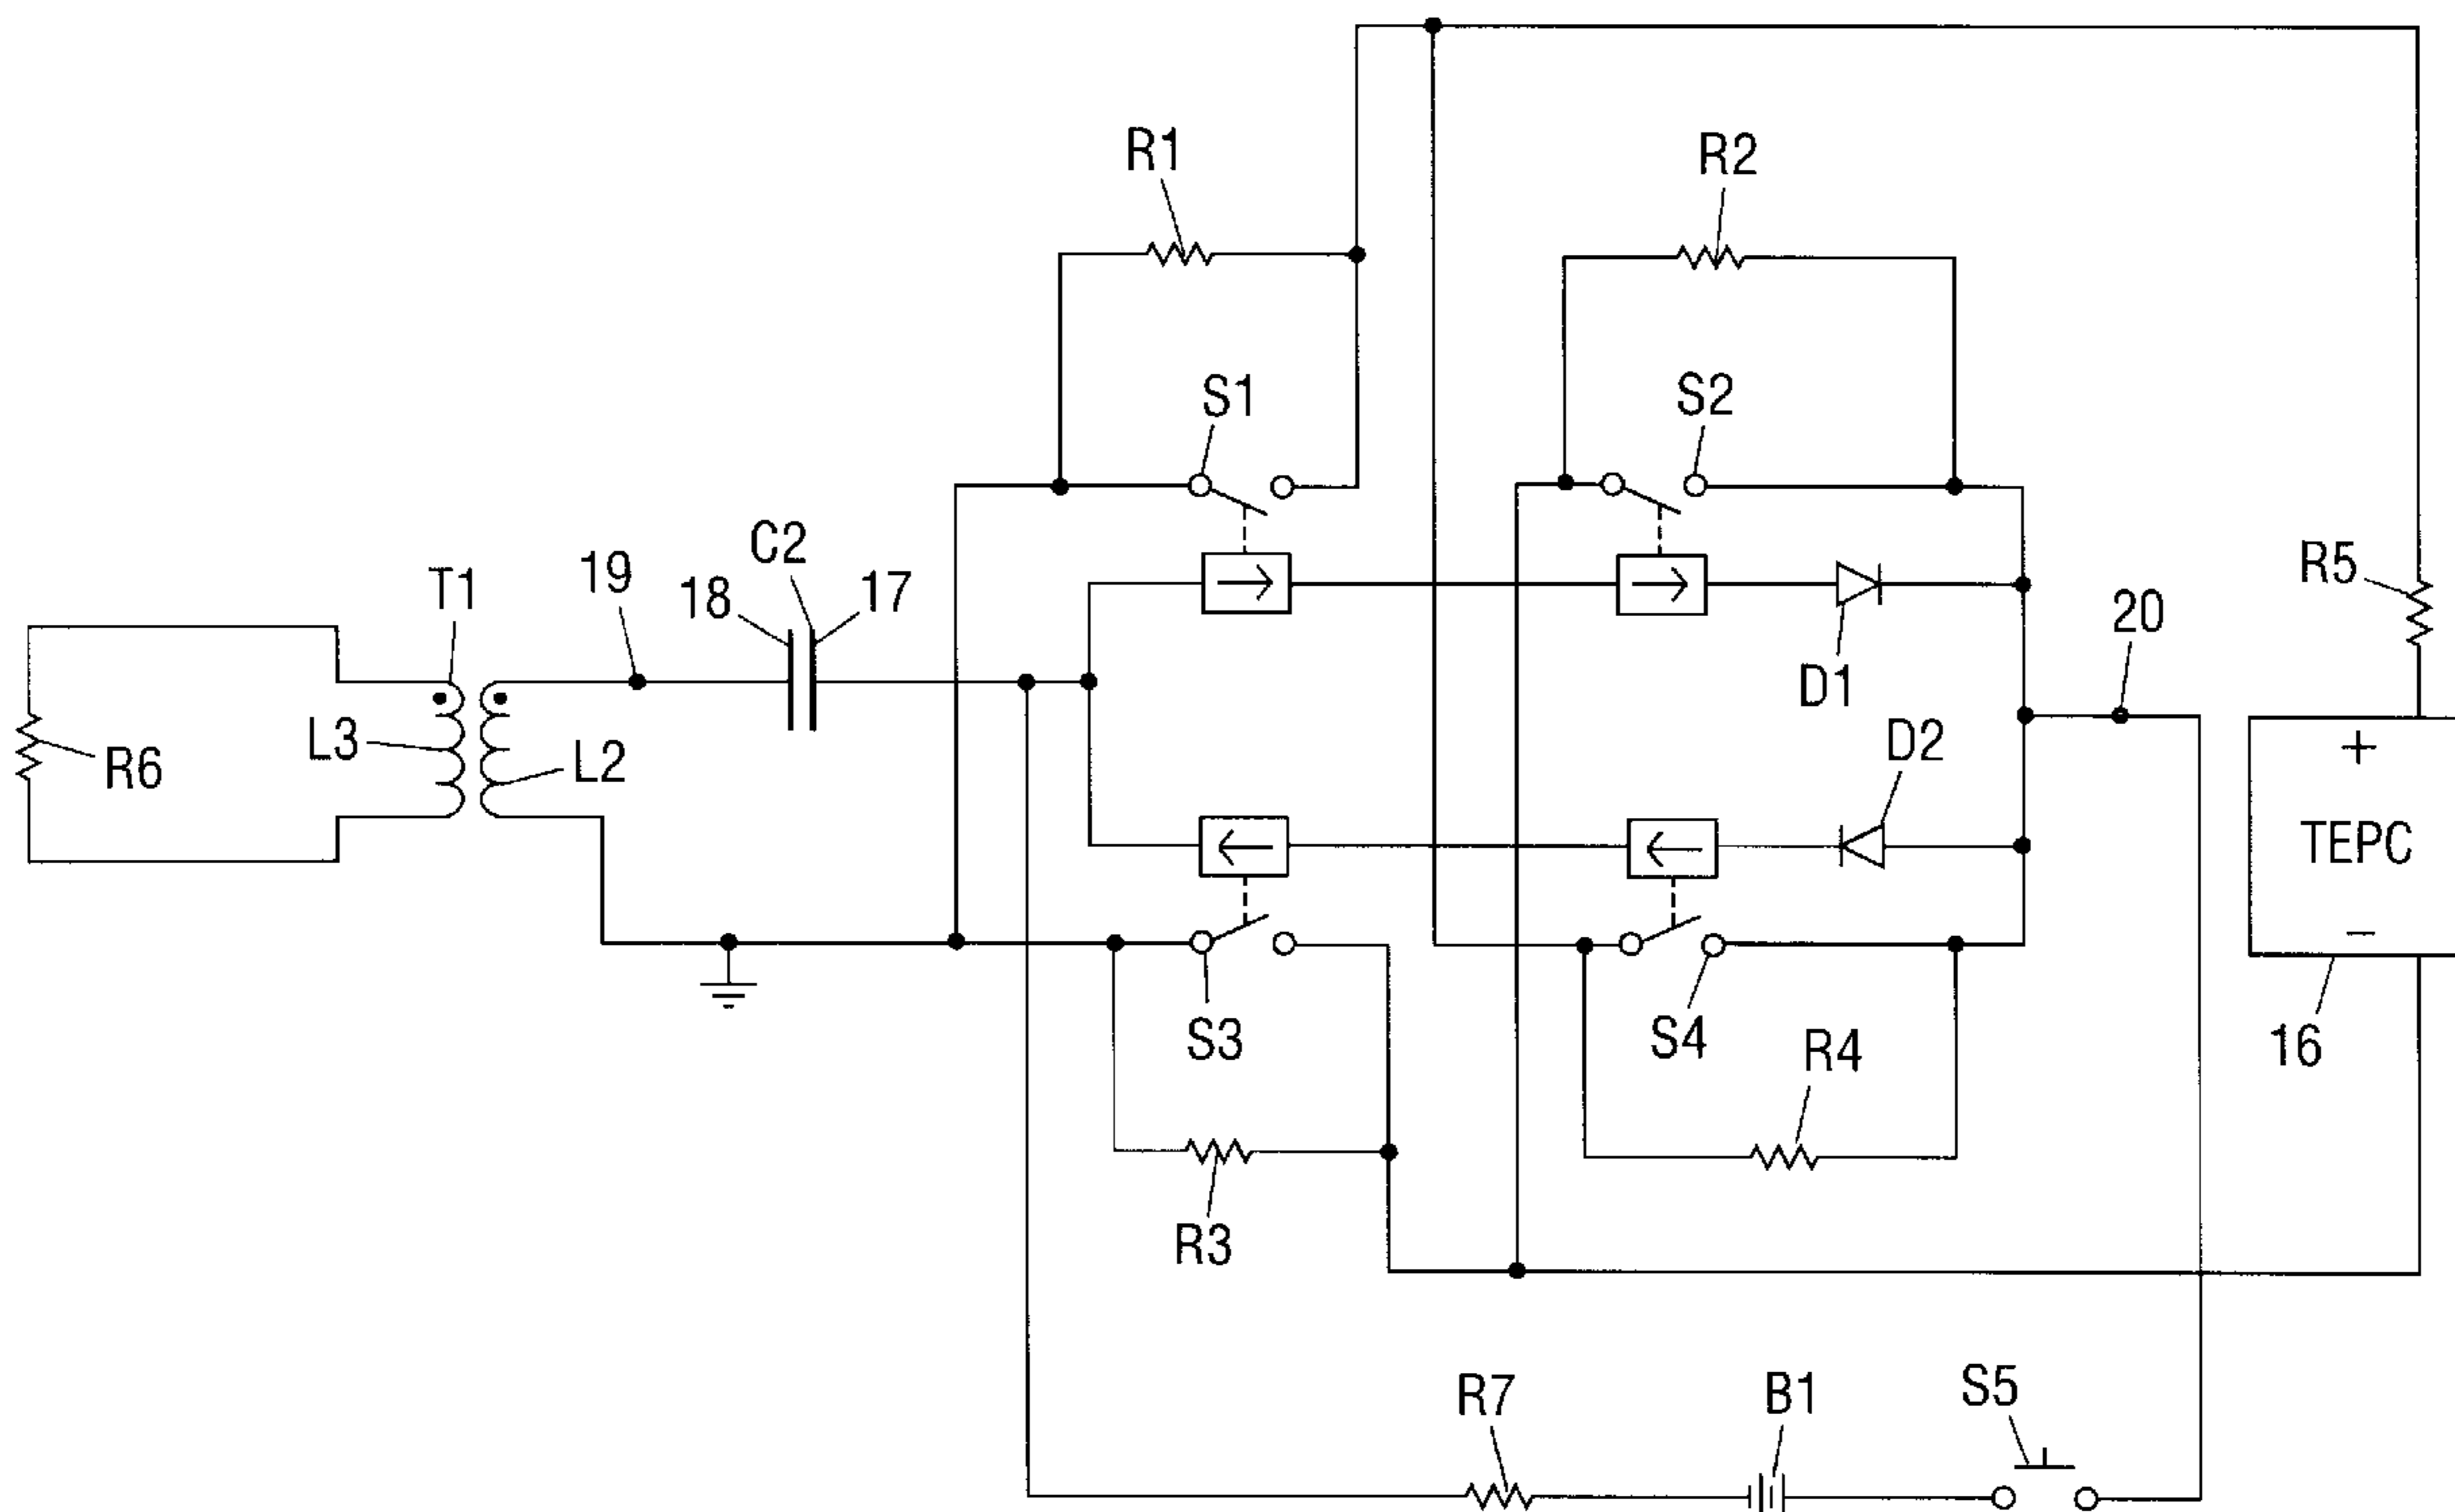 R1
R2
S1
S2
C2
19
18
17
T1
R5
20
D1
L3
R6
L2
D2
+
TEPC
−
S3
S4
R4
16
R3
R7
B1
S5